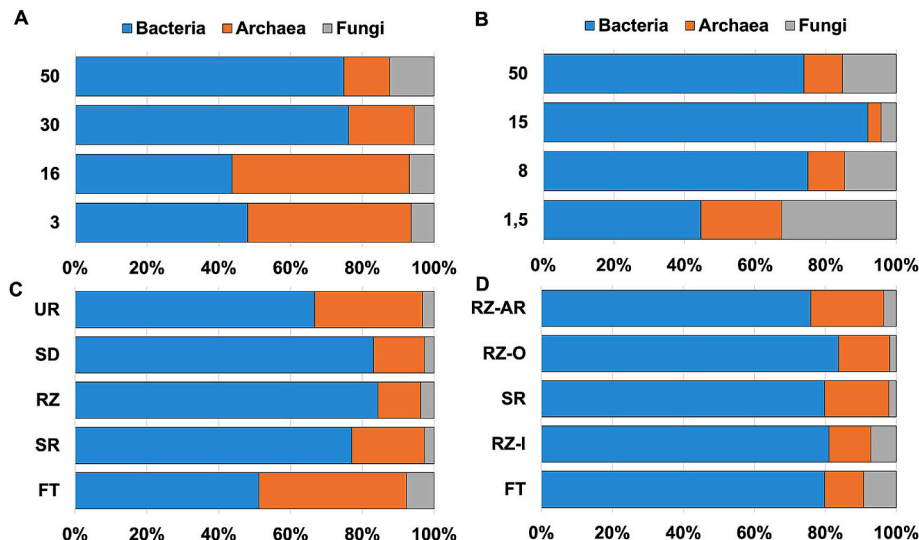 A
Bacteria Archaea Fungi
50
30
16
3
0% 20% 40% 60% 80% 100%
B
Bacteria Archaea Fungi
50
15
8
1,5
0% 20% 40% 60% 80% 100%
C
UR
SD
RZ
SR
FT
0% 20% 40% 60% 80% 100%
D
RZ-AR
RZ-O
SR
RZ-I
FT
0% 20% 40% 60% 80% 100%